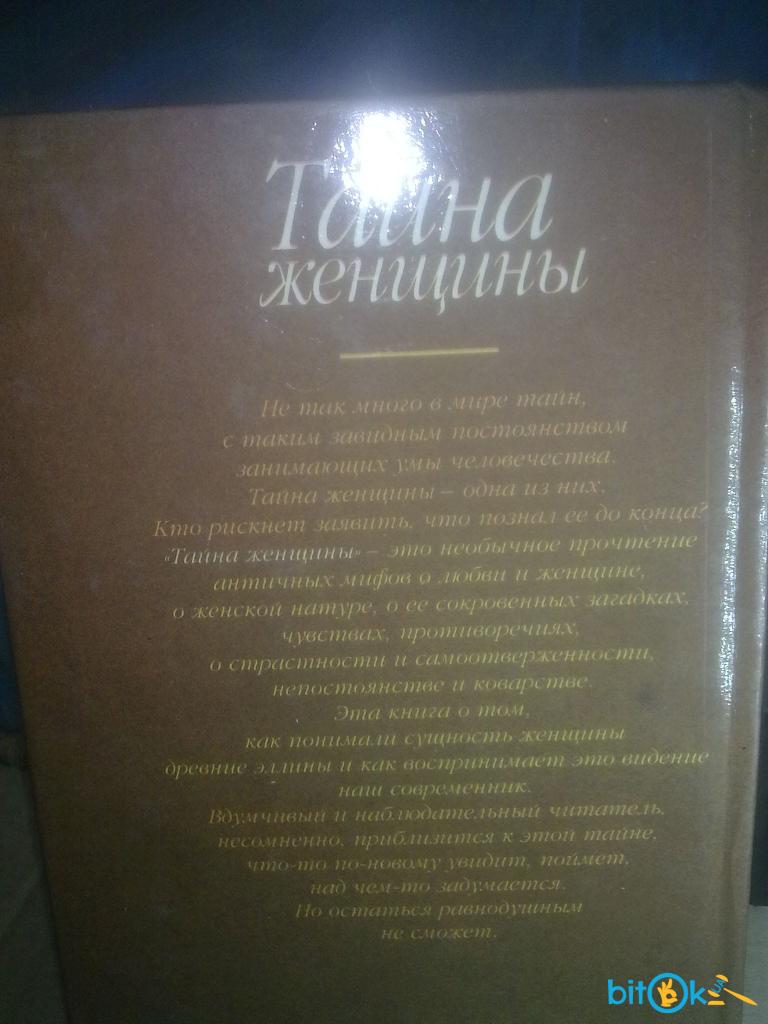 Тайна
женщины
Не так много в мире тайн,
с таким завидным постоянством
занимающих умы человечества.
Тайна женщины – одна из них.
Кто рискнет заявить, что познал ее до конца?
«Тайна женщины» – это необычное прочтение
античных мифов о любви и женщине,
о женской натуре, о ее сокровенных загадках,
чувствах, противоречиях,
о страстности и самоотверженности,
непостоянстве и коварстве.
Эта книга о том,
как понимали сущность женщины
древние эллины и как воспринимает это видение
наш современник.
Вдумчивый и наблюдательный читатель,
несомненно, приблизится к этой тайне,
что-то по-новому увидит, поймет,
над чем-то задумается.
Но остаться равнодушным
не сможет.
bitOk UA